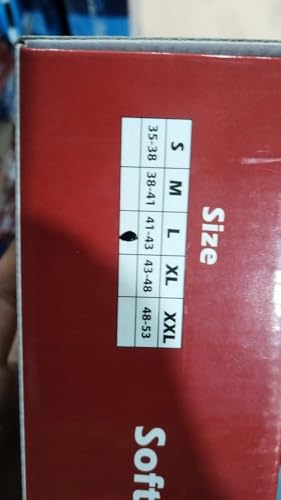 Size
S M L XL XXL
35-38 38-41 41-43 43-48 48-53
Soft